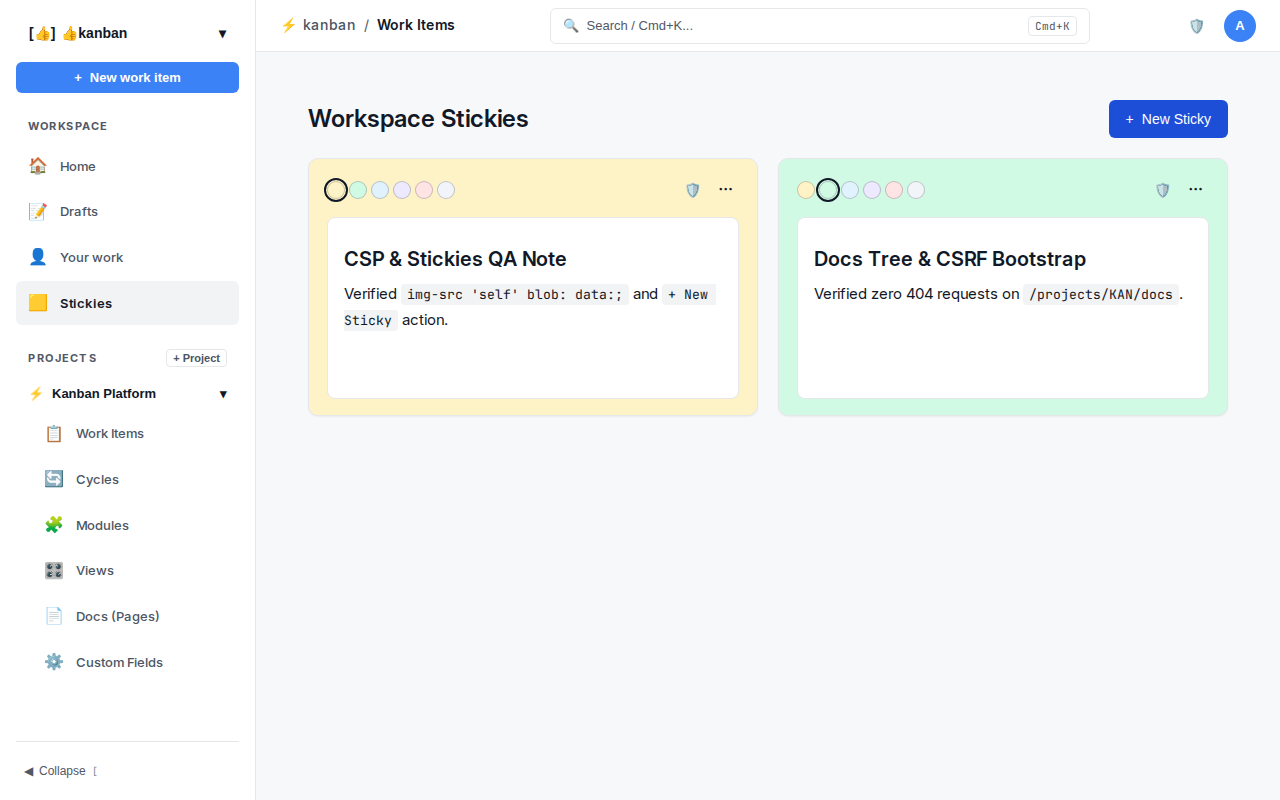 [👍] 👍kanban ▼
+ New work item
WORKSPACE
🏠 Home
📝 Drafts
👤 Your work
🟨 Stickies
PROJECTS + Project
⚡ Kanban Platform ▼
📋 Work Items
🔄 Cycles
🧩 Modules
🎛️ Views
📄 Docs (Pages)
⚙️ Custom Fields
◀ Collapse [
⚡ kanban / Work Items
🔍 Search / Cmd+K... Cmd+K
🛡️ A
Workspace Stickies
+ New Sticky
🛡️ ···
CSP & Stickies QA Note
Verified img-src 'self' blob: data:; and + New
Sticky action.
🛡️ ···
Docs Tree & CSRF Bootstrap
Verified zero 404 requests on /projects/KAN/docs.